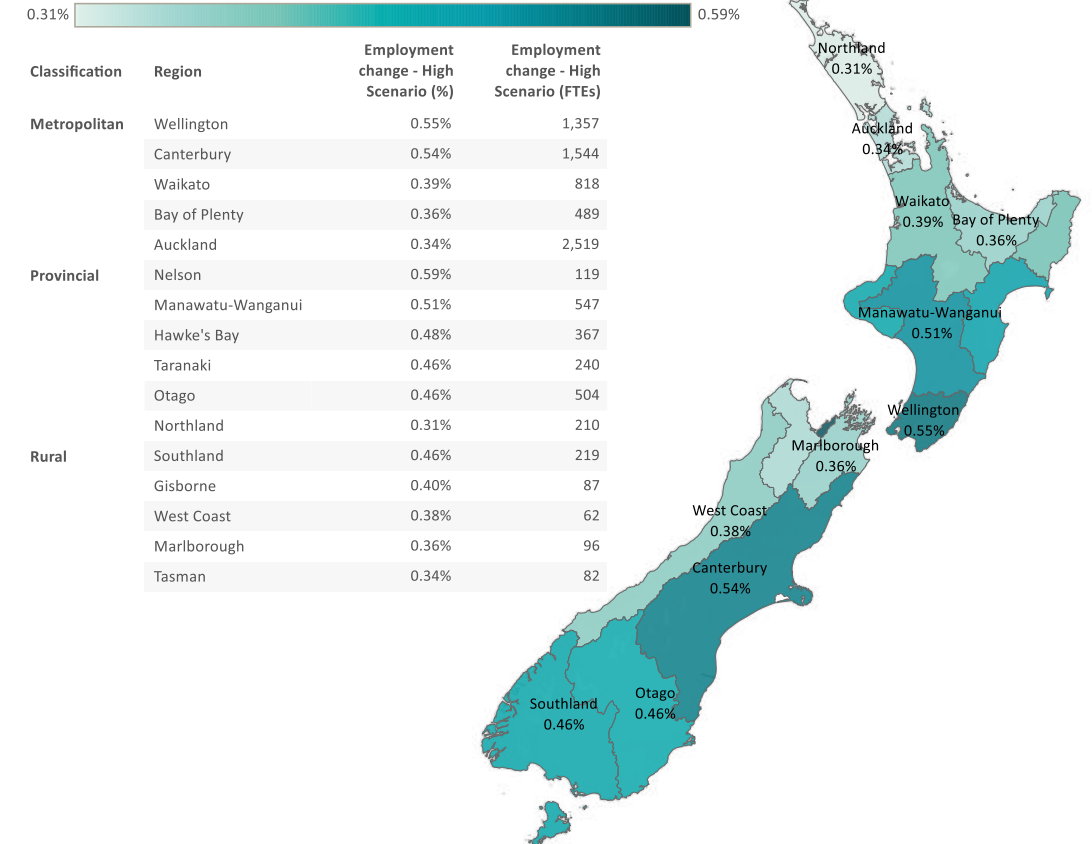 0.31%
0.59%
Classification Region Employment change - High Scenario (%) Employment change - High Scenario (FTEs)
Metropolitan Wellington 0.55% 1,357
Canterbury 0.54% 1,544
Waikato 0.39% 818
Bay of Plenty 0.36% 489
Auckland 0.34% 2,519
Provincial Nelson 0.59% 119
Manawatu-Wanganui 0.51% 547
Hawke's Bay 0.48% 367
Taranaki 0.46% 240
Otago 0.46% 504
Northland 0.31% 210
Rural Southland 0.46% 219
Gisborne 0.40% 87
West Coast 0.38% 62
Marlborough 0.36% 96
Tasman 0.34% 82
Northland
0.31%
Auckland
0.34%
Waikato
0.39%
Bay of Plenty
0.36%
Manawatu-Wanganui
0.51%
Wellington
0.55%
Marlborough
0.36%
West Coast
0.38%
Canterbury
0.54%
Otago
0.46%
Southland
0.46%